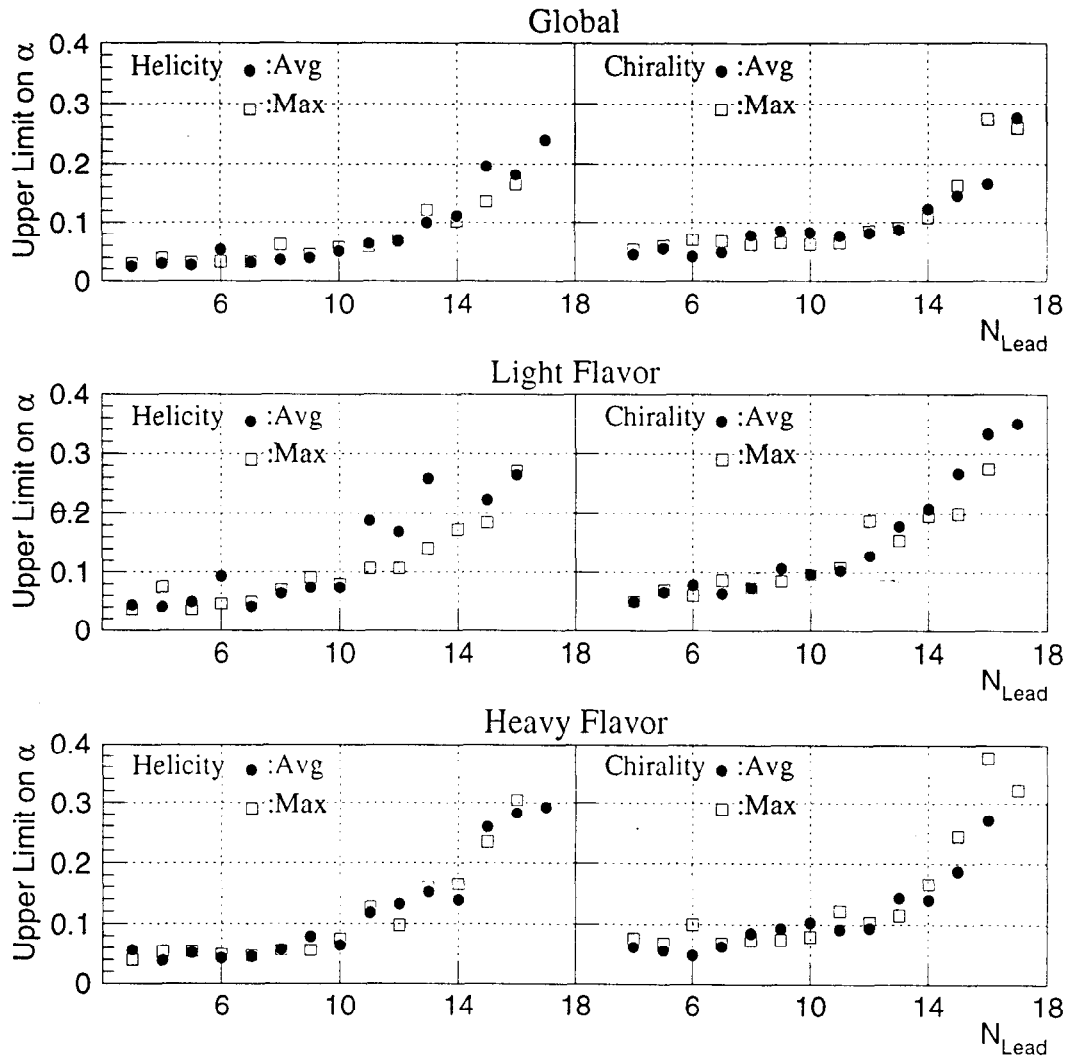 Global
Upper Limit on α
0.4
0.3
0.2
0.1
0
Helicity ● :Avg
□ :Max
Chirality ● :Avg
□ :Max
6 10 14 18 6 10 14 18
N_Lead
Light Flavor
Upper Limit on α
0.4
0.3
0.2
0.1
0
Helicity ● :Avg
□ :Max
Chirality ● :Avg
□ :Max
6 10 14 18 6 10 14 18
N_Lead
Heavy Flavor
Upper Limit on α
0.4
0.3
0.2
0.1
0
Helicity ● :Avg
□ :Max
Chirality ● :Avg
□ :Max
6 10 14 18 6 10 14 18
N_Lead